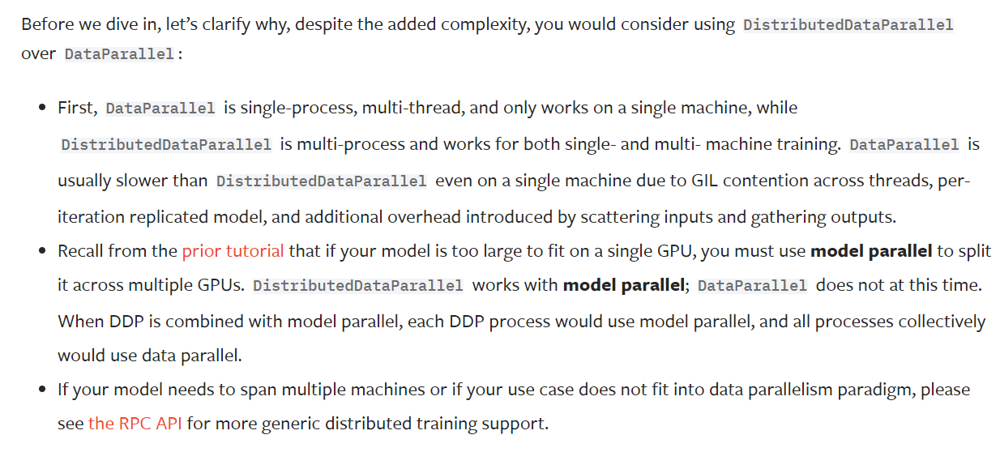 Before we dive in, let’s clarify why, despite the added complexity, you would consider using DistributedDataParallel
over DataParallel:
• First, DataParallel is single-process, multi-thread, and only works on a single machine, while
DistributedDataParallel is multi-process and works for both single- and multi- machine training. DataParallel is
usually slower than DistributedDataParallel even on a single machine due to GIL contention across threads, per-
iteration replicated model, and additional overhead introduced by scattering inputs and gathering outputs.
• Recall from the prior tutorial that if your model is too large to fit on a single GPU, you must use model parallel to split
it across multiple GPUs. DistributedDataParallel works with model parallel; DataParallel does not at this time.
When DDP is combined with model parallel, each DDP process would use model parallel, and all processes collectively
would use data parallel.
• If your model needs to span multiple machines or if your use case does not fit into data parallelism paradigm, please
see the RPC API for more generic distributed training support.